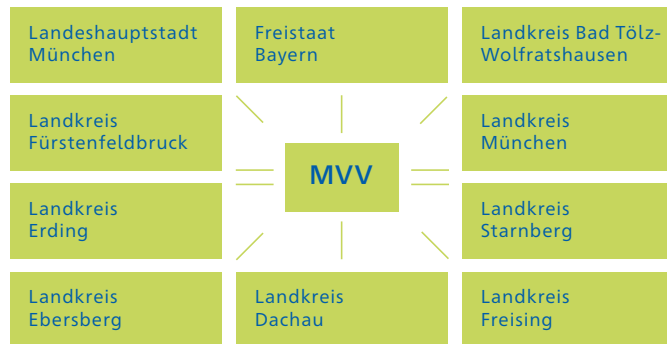 Landeshauptstadt
München
Freistaat
Bayern
Landkreis Bad Tölz-
Wolfratshausen
Landkreis
Fürstenfeldbruck
MVV
Landkreis
München
Landkreis
Erding
Landkreis
Starnberg
Landkreis
Ebersberg
Landkreis
Dachau
Landkreis
Freising